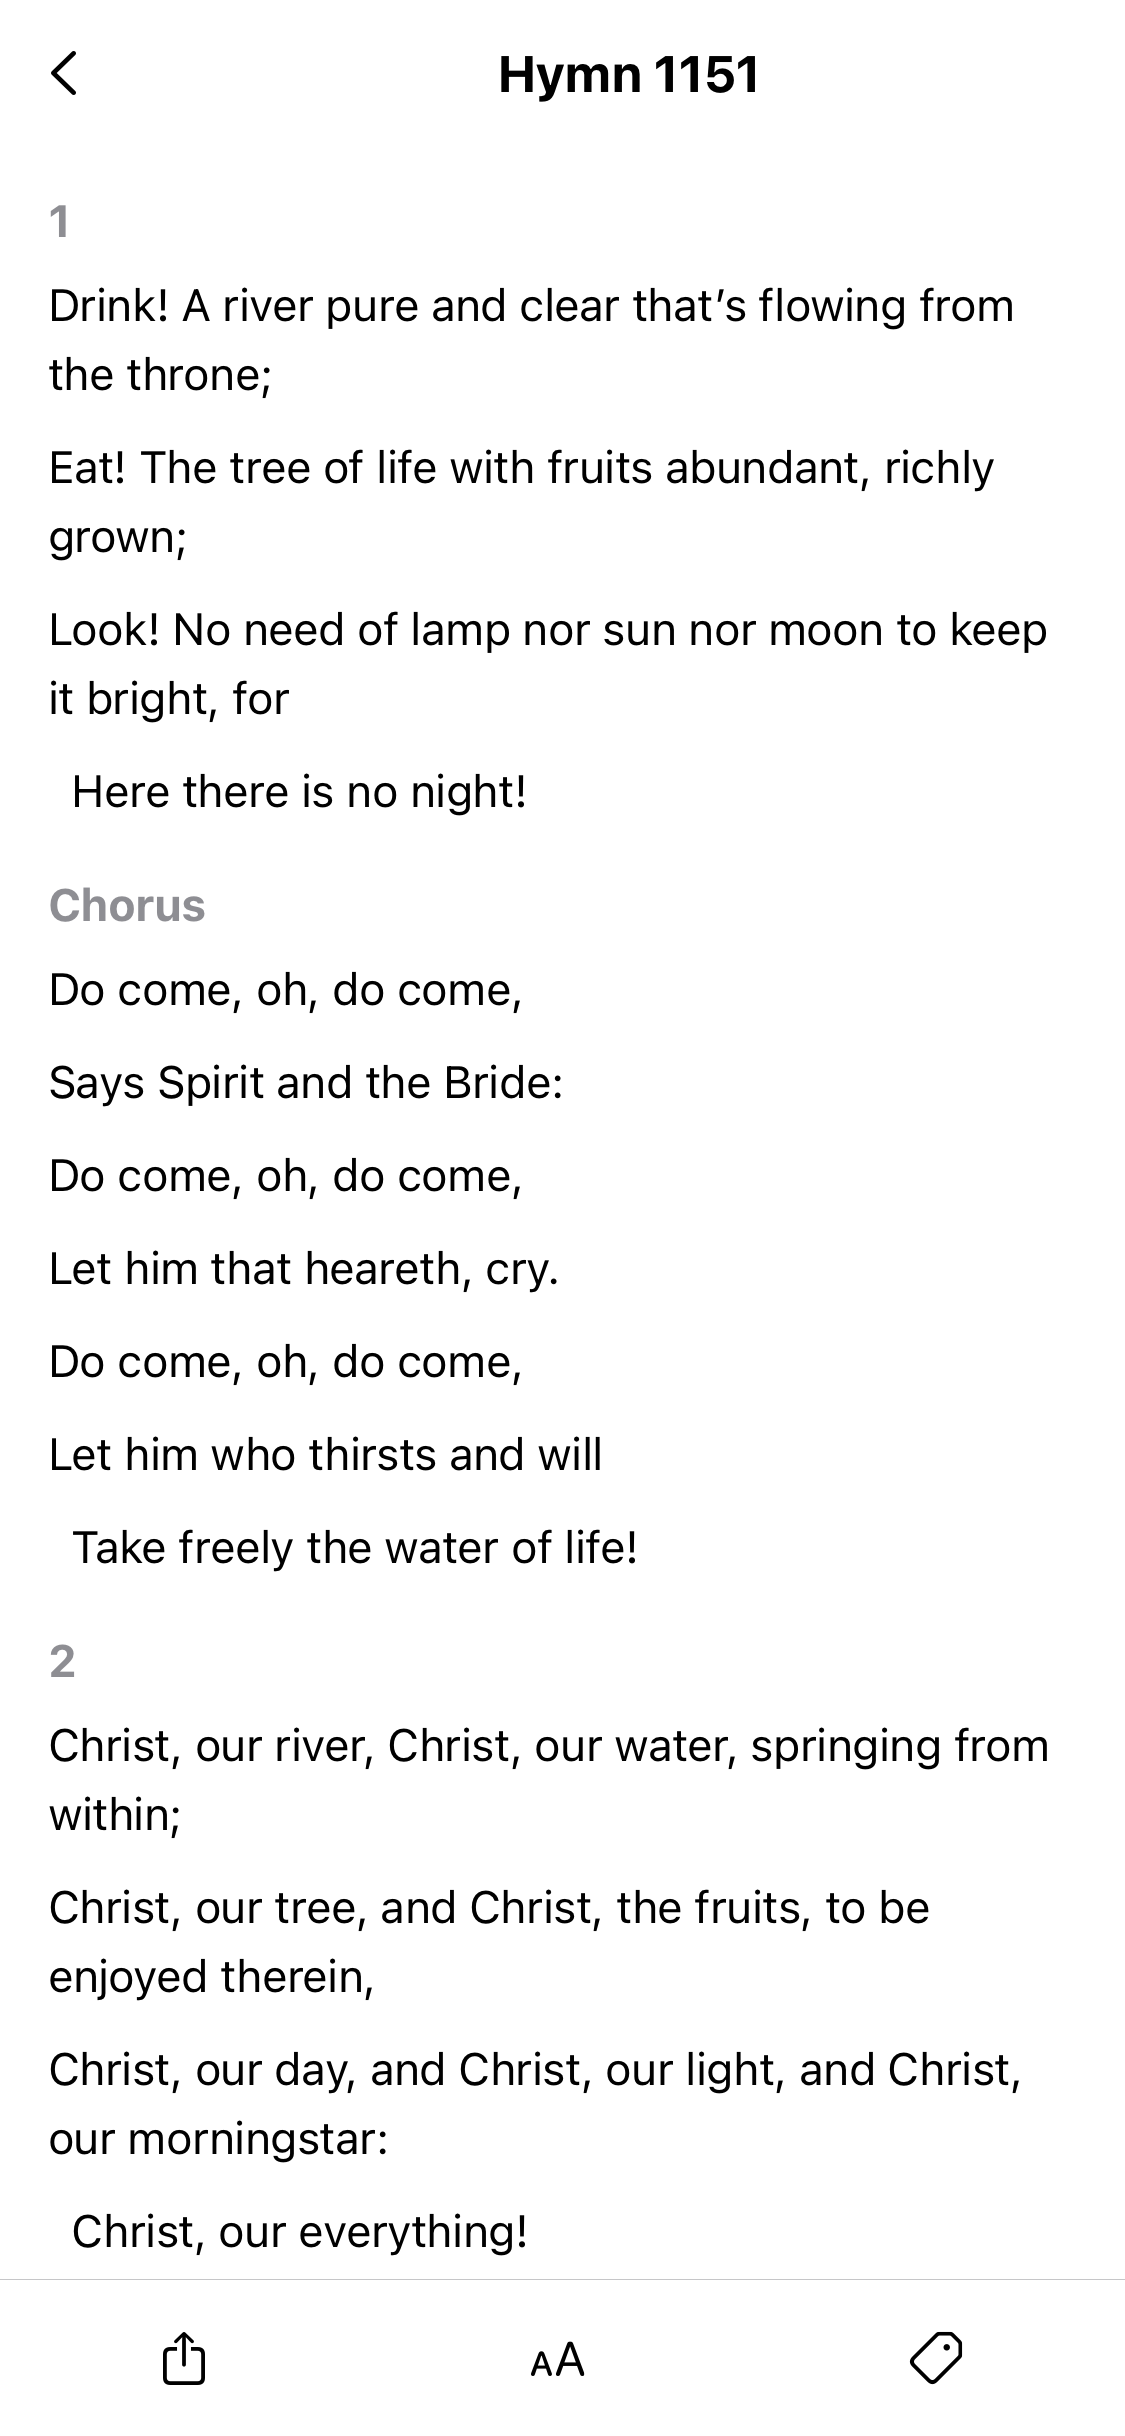 Hymn 1151
1
Drink! A river pure and clear that’s flowing from
the throne;
Eat! The tree of life with fruits abundant, richly
grown;
Look! No need of lamp nor sun nor moon to keep
it bright, for
Here there is no night!
Chorus
Do come, oh, do come,
Says Spirit and the Bride:
Do come, oh, do come,
Let him that heareth, cry.
Do come, oh, do come,
Let him who thirsts and will
Take freely the water of life!
2
Christ, our river, Christ, our water, springing from
within;
Christ, our tree, and Christ, the fruits, to be
enjoyed therein,
Christ, our day, and Christ, our light, and Christ,
our morningstar:
Christ, our everything!
AA